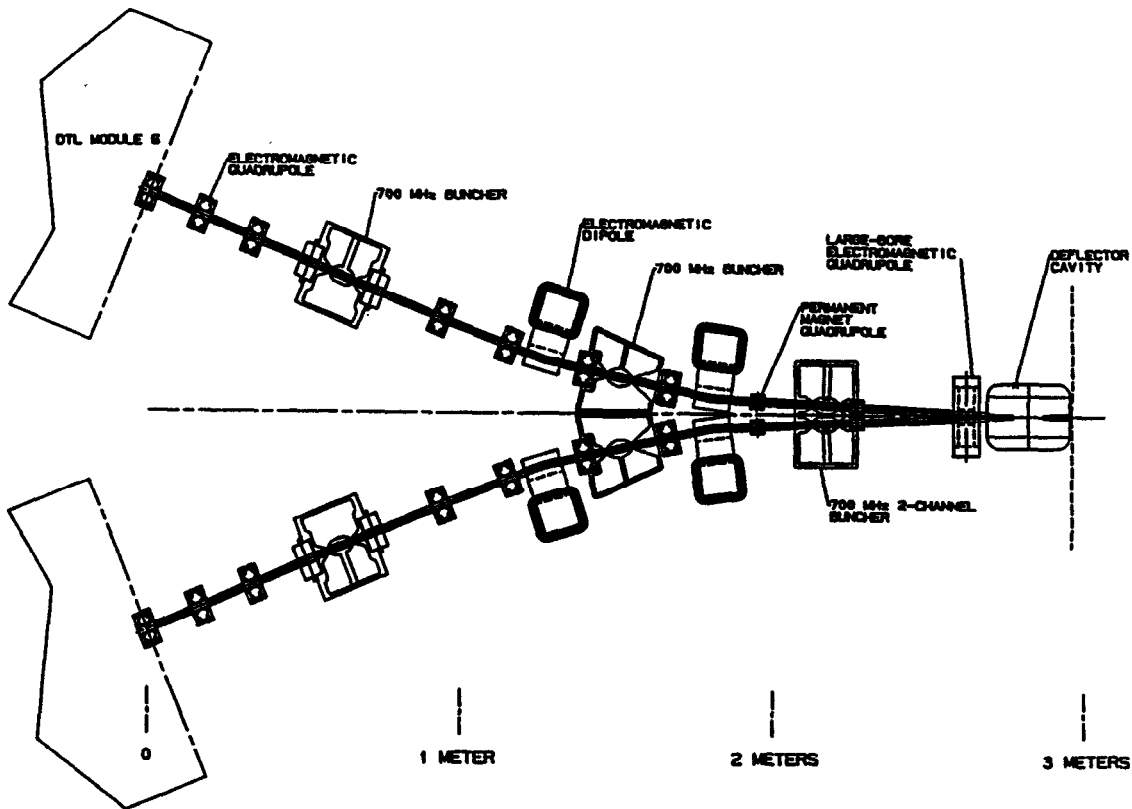 DTL MODULE 6
ELECTROMAGNETIC
QUADRUPOLE
700 MHz BUNCHER
ELECTROMAGNETIC
DIPOLE
700 MHz BUNCHER
LARGE-BORE
ELECTROMAGNETIC
QUADRUPOLE
DEFLECTOR
CAVITY
PERMANENT
MAGNET
QUADRUPOLE
700 MHz 2-CHANNEL
BUNCHER
0
1 METER
2 METERS
3 METERS